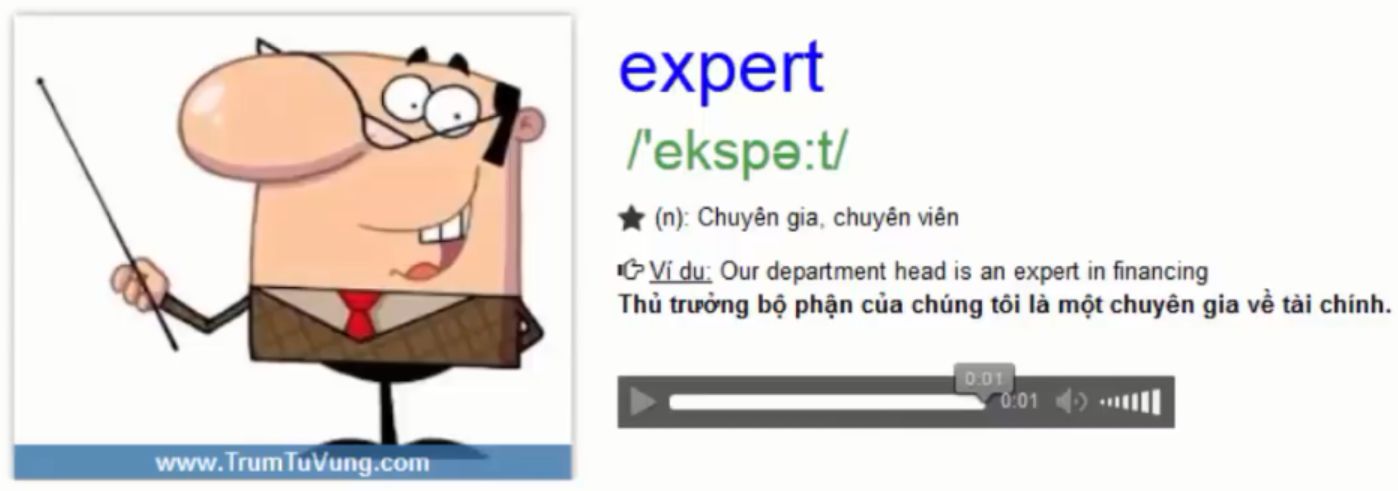 expert
/'ekspə:t/
(n): Chuyên gia, chuyên viên
Ví du: Our department head is an expert in financing
Thủ trưởng bộ phận của chúng tôi là một chuyên gia về tài chính.
0:01
0:01
www.TrumTuVung.com